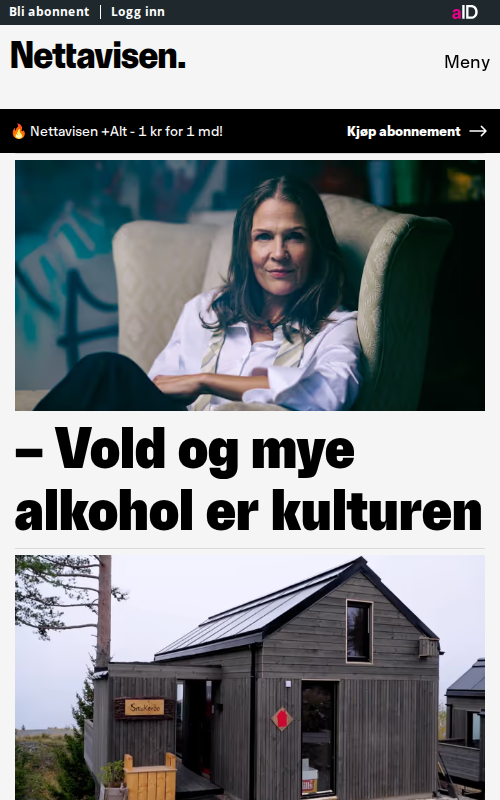 Bli abonnent
Logg inn
aID
Nettavisen.
Meny
🔥 Nettavisen +Alt - 1 kr for 1 md!
Kjøp abonnement →
– Vold og mye
alkohol er kulturen